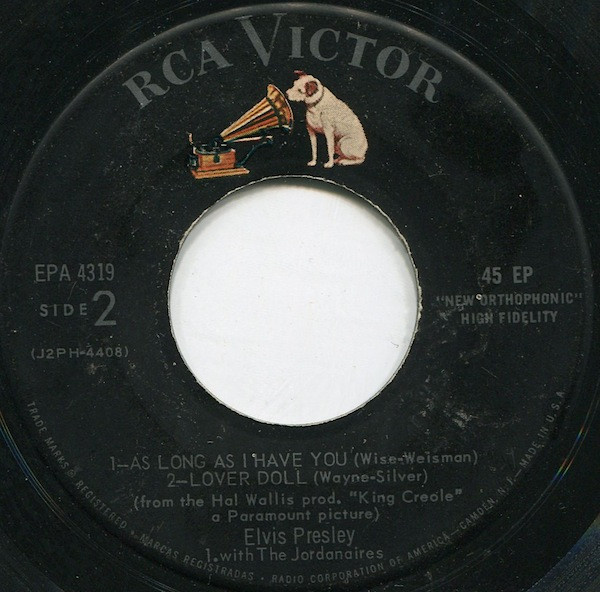 RCA VICTOR
EPA 4319
SIDE 2
(J2PH-4408)
45 EP
"NEW ORTHOPHONIC"
HIGH FIDELITY
1—AS LONG AS I HAVE YOU (Wise-Weisman)
2—LOVER DOLL (Wayne-Silver)
(from the Hal Wallis prod. "King Creole"
a Paramount picture)
Elvis Presley
1. with The Jordanaires
TRADE MARKS ® REGISTERED • MARCAS REGISTRADAS • RADIO CORPORATION OF AMERICA—CAMDEN, N. J. MADE IN U.S.A.